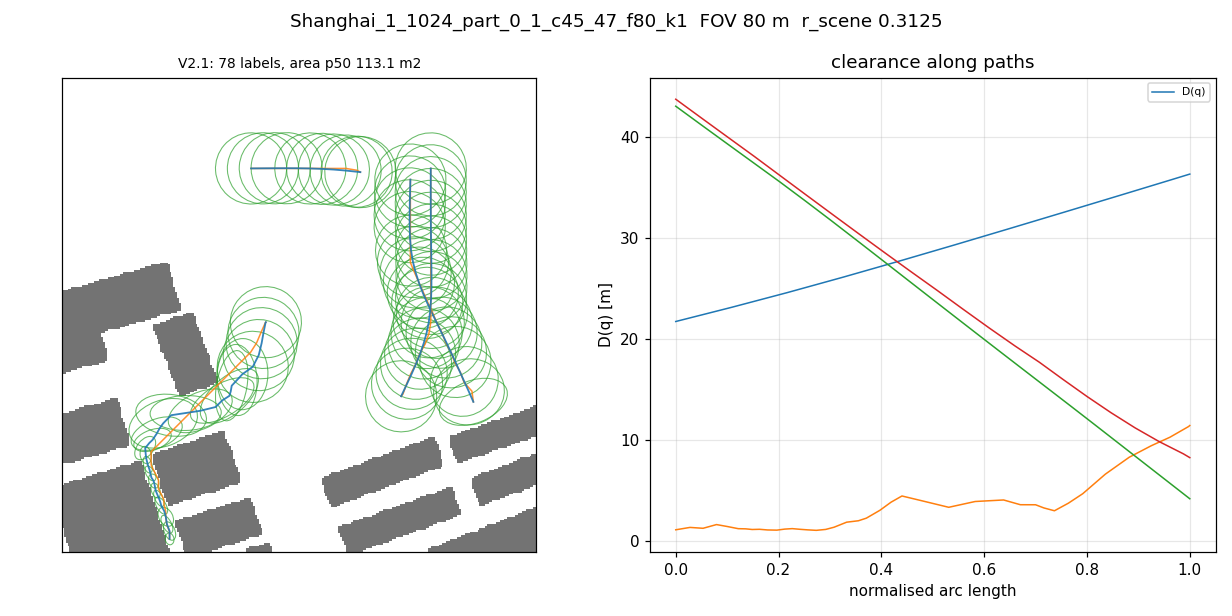 Shanghai_1_1024_part_0_1_c45_47_f80_k1  FOV 80 m  r_scene 0.3125
V2.1: 78 labels, area p50 113.1 m2
clearance along paths
D(q)
40
30
20
10
0
D(q) [m]
0.0 0.2 0.4 0.6 0.8 1.0
normalised arc length